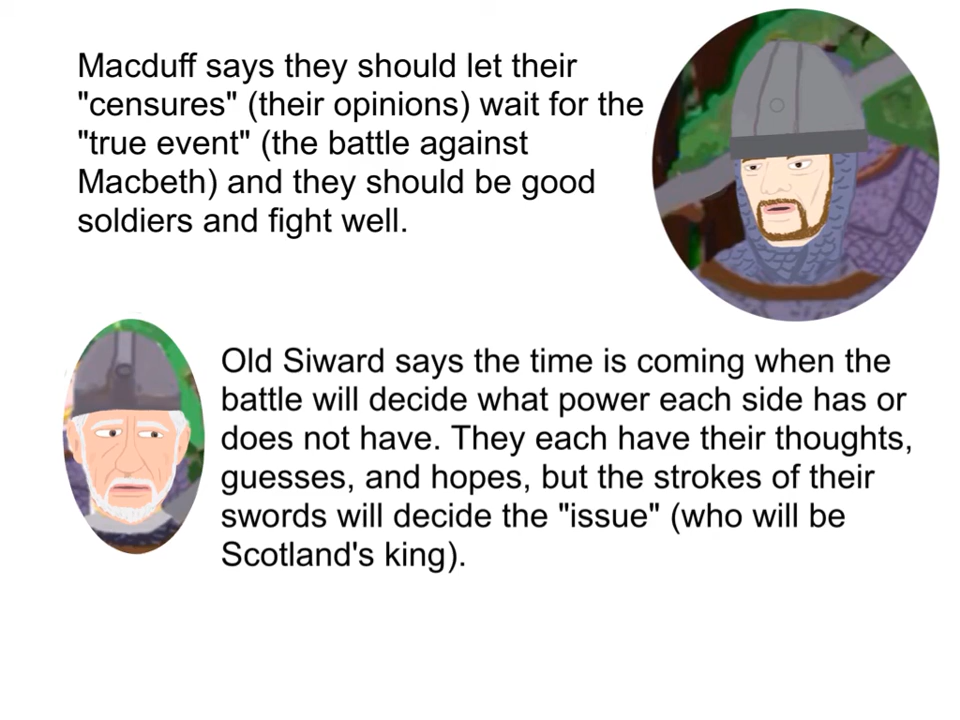 Macduff says they should let their
"censures" (their opinions) wait for the
"true event" (the battle against
Macbeth) and they should be good
soldiers and fight well.
Old Siward says the time is coming when the
battle will decide what power each side has or
does not have. They each have their thoughts,
guesses, and hopes, but the strokes of their
swords will decide the "issue" (who will be
Scotland's king).